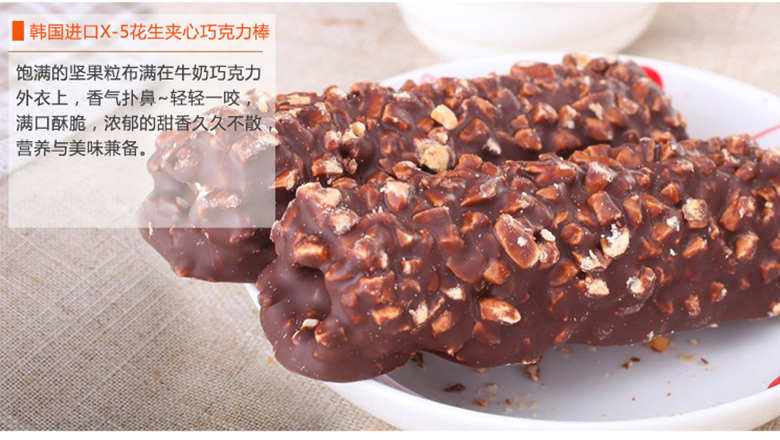 韩国进口X-5花生夹心巧克力棒
饱满的坚果粒布满在牛奶巧克力
外衣上，香气扑鼻~轻轻一咬，
满口酥脆，浓郁的甜香久久不散，
营养与美味兼备。